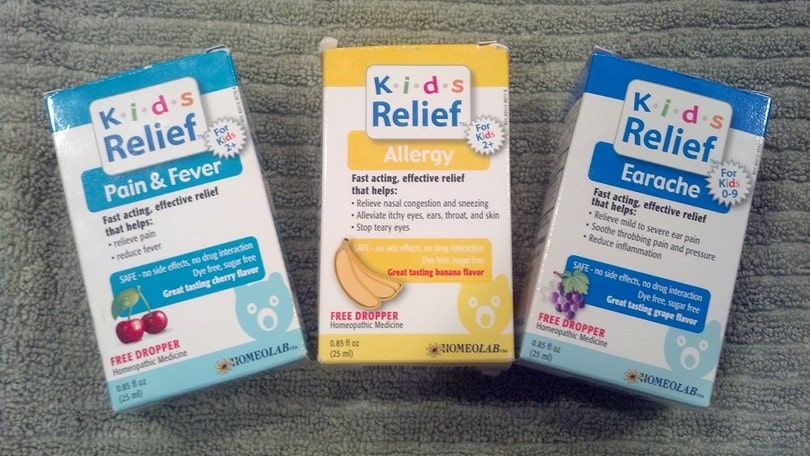 K·i·d·s
Relief™
For
Kids
2+
Pain & Fever
Fast acting, effective relief
that helps:
• relieve pain
• reduce fever
SAFE - no side effects, no drug interaction
Dye free, sugar free
Great tasting cherry flavor
FREE DROPPER
Homeopathic Medicine
0.85 fl oz
(25 ml)
HOMEOLAB USA
K·i·d·s
Relief™
For
Kids
2+
Allergy
Fast acting, effective relief
that helps:
• Relieve nasal congestion and sneezing
• Alleviate itchy eyes, ears, throat, and skin
• Stop teary eyes
SAFE - no side effects, no drug interaction
Dye free, sugar free
Great tasting banana flavor
FREE DROPPER
Homeopathic Medicine
0.85 fl oz
(25 ml)
HOMEOLAB USA
K·i·d·s
Relief™
For Kids
0-9
Earache
Fast acting, effective relief
that helps:
• Relieve mild to severe ear pain
• Soothe throbbing pain and pressure
• Reduce inflammation
SAFE - no side effects, no drug interaction
Dye free, sugar free
Great tasting grape flavor
FREE DROPPER
Homeopathic Medicine
0.85 fl oz
(25 ml)
HOMEOLAB USA